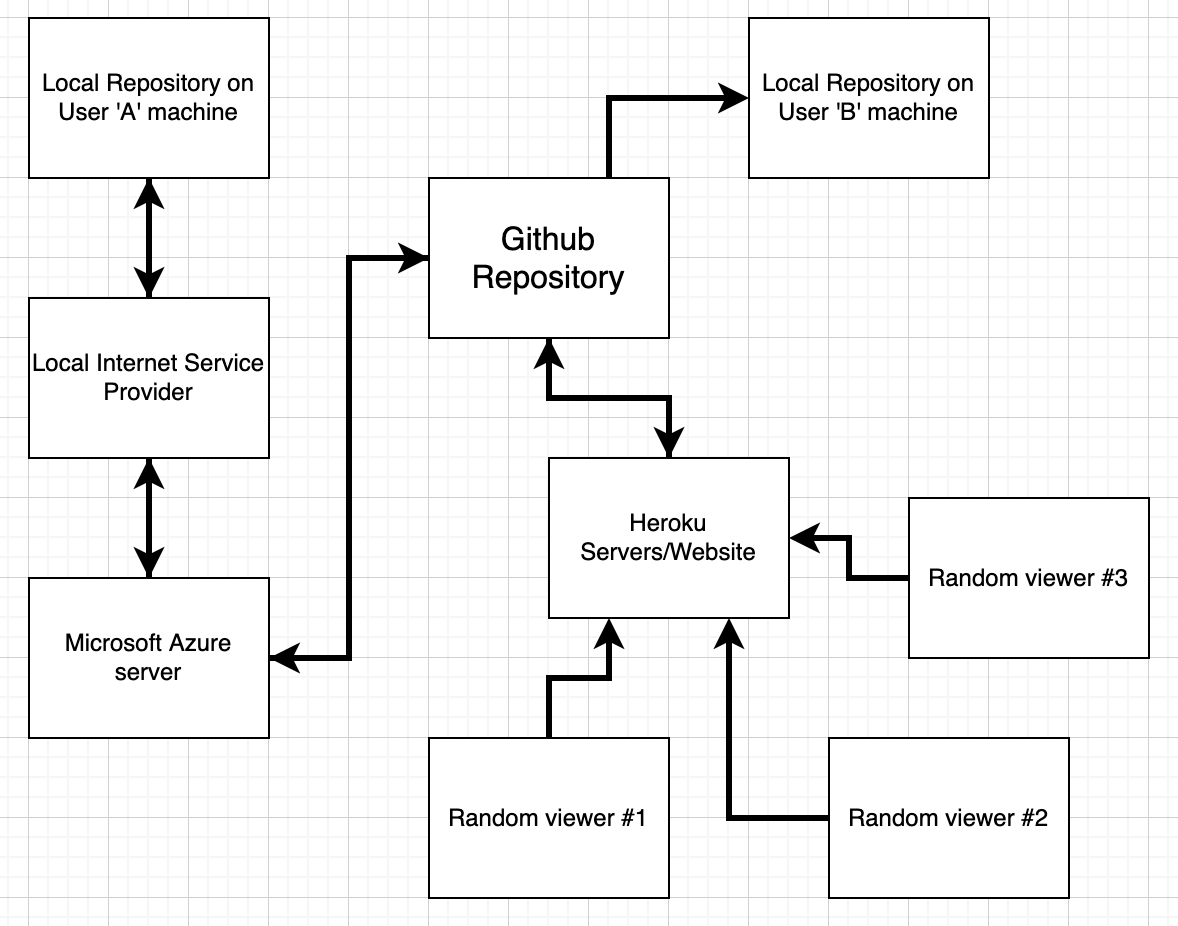 Local Repository on
User 'A' machine
Local Repository on
User 'B' machine
Github
Repository
Local Internet Service
Provider
Heroku
Servers/Website
Random viewer #3
Microsoft Azure
server
Random viewer #1
Random viewer #2